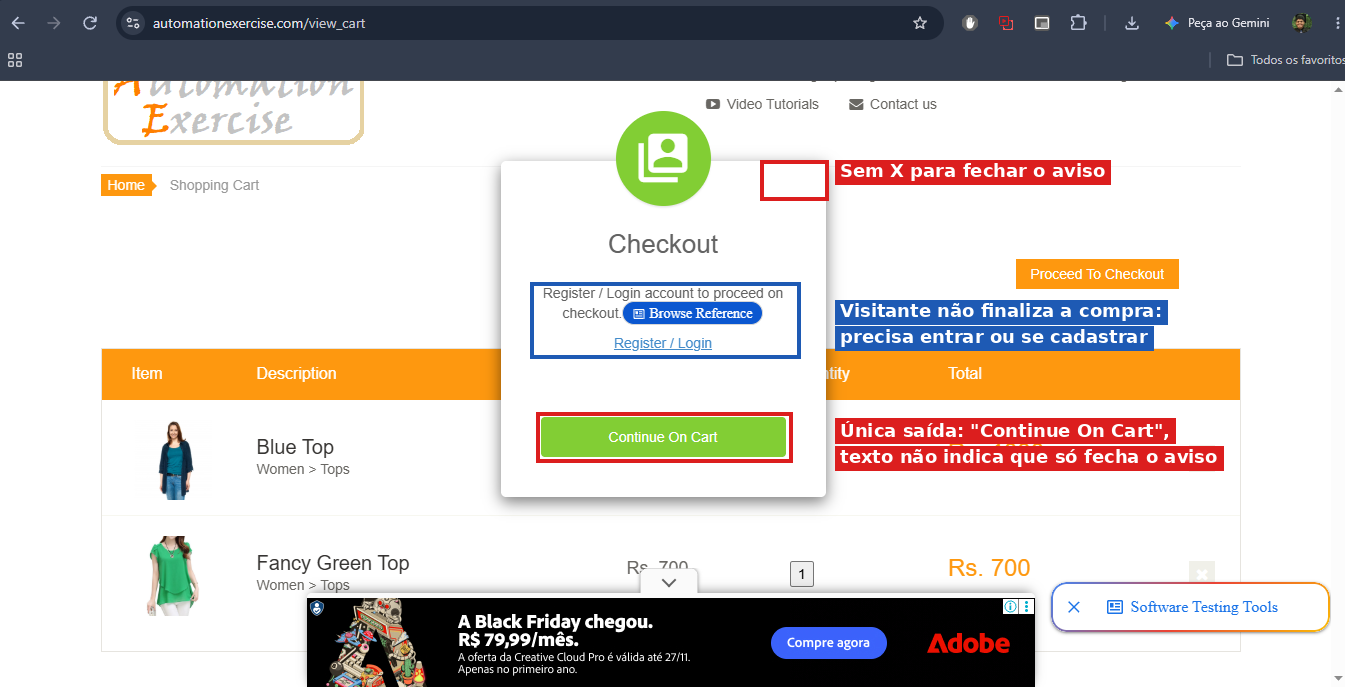 automationexercise.com/view_cart
Peça ao Gemini
Todos os favoritos
Automation
Exercise
Video Tutorials
Contact us
Home
Shopping Cart
Sem X para fechar o aviso
Checkout
Proceed To Checkout
Register / Login account to proceed on
checkout. Browse Reference
Register / Login
Visitante não finaliza a compra:
precisa entrar ou se cadastrar
Item
Description
ntity
Total
Continue On Cart
Única saída: "Continue On Cart",
texto não indica que só fecha o aviso
Blue Top
Women > Tops
Fancy Green Top
Women > Tops
Rs. 700
1
Rs. 700
Software Testing Tools
A Black Friday chegou.
R$ 79,99/mês.
A oferta da Creative Cloud Pro é válida até 27/11.
Apenas no primeiro ano.
Compre agora
Adobe